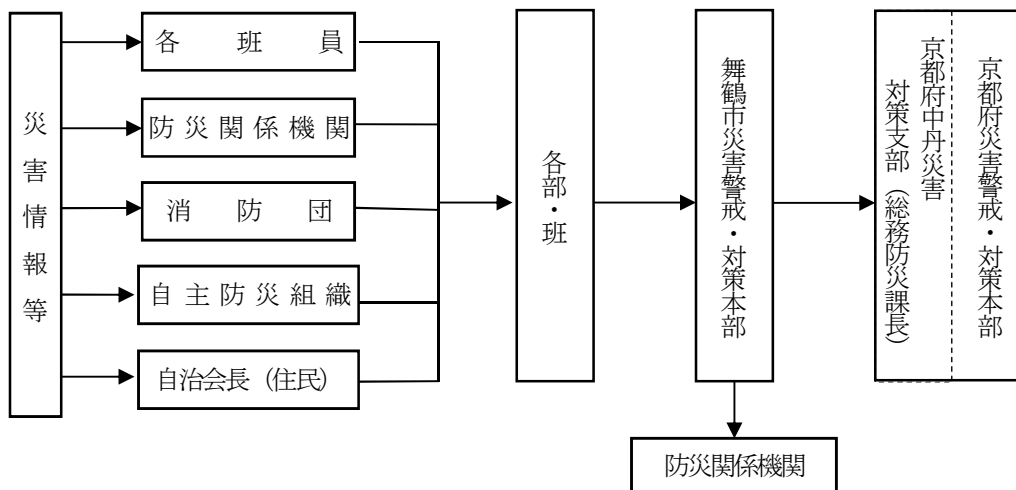 災害情報等
各班員
防災関係機関
消防団
自主防災組織
自治会長（住民）
各部・班
舞鶴市災害警戒・対策本部
防災関係機関
京都府災害警戒・対策本部
京都府中丹災害
対策支部（総務防災課長）